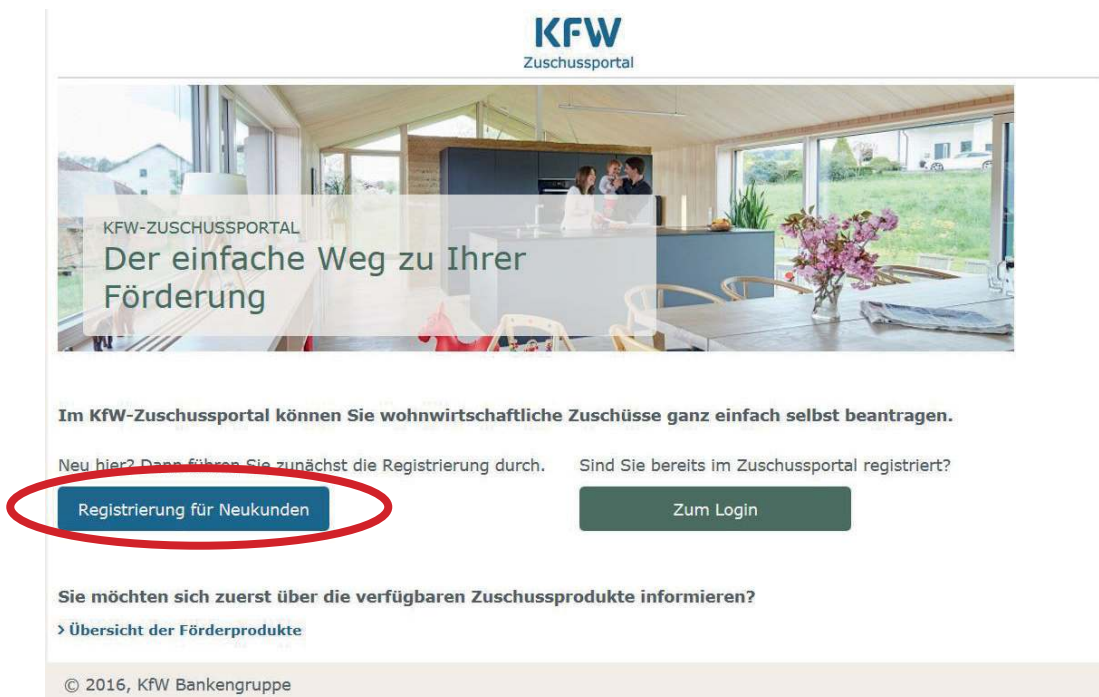 KFW
Zuschussportal
KFW-ZUSCHUSSPORTAL
Der einfache Weg zu Ihrer
Förderung
Im KfW-Zuschussportal können Sie wohnwirtschaftliche Zuschüsse ganz einfach selbst beantragen.
Neu hier? Dann führen Sie zunächst die Registrierung durch.
Sind Sie bereits im Zuschussportal registriert?
Registrierung für Neukunden
Zum Login
Sie möchten sich zuerst über die verfügbaren Zuschussprodukte informieren?
› Übersicht der Förderprodukte
© 2016, KfW Bankengruppe